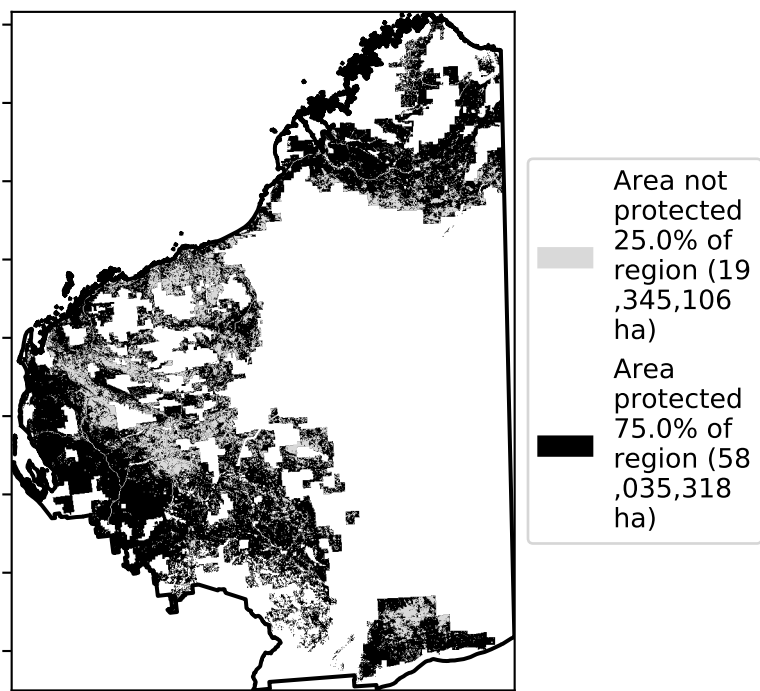 Area not
protected
25.0% of
region (19
,345,106
ha)
Area
protected
75.0% of
region (58
,035,318
ha)